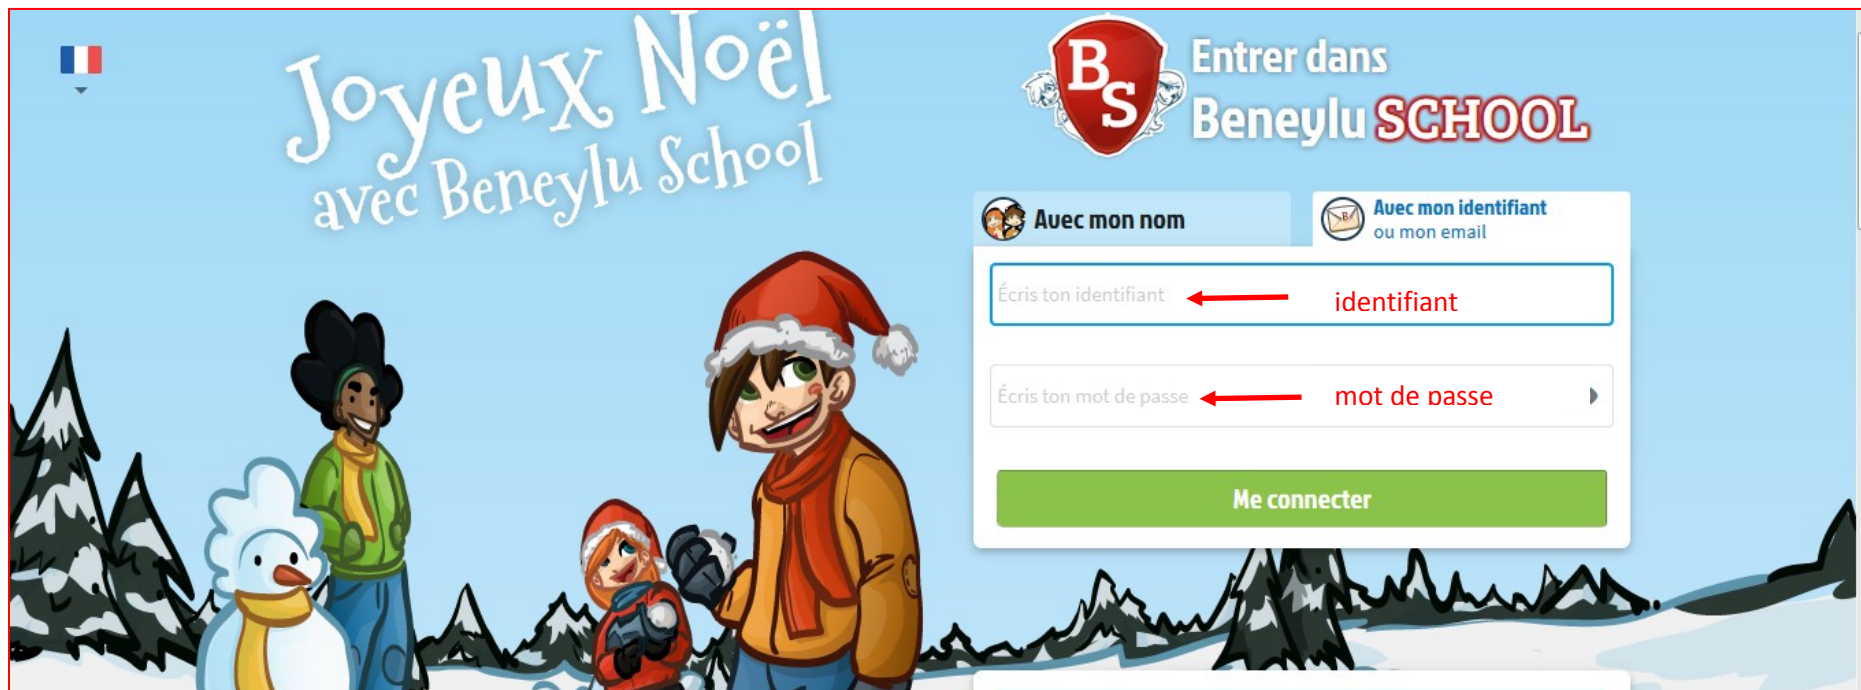 Joyeux Noël
avec Beneylu School
BS
Entrer dans
Beneylu SCHOOL
Avec mon nom
B
Avec mon identifiant
ou mon email
Écris ton identifiant
identifiant
Écris ton mot de passe
mot de passe
Me connecter